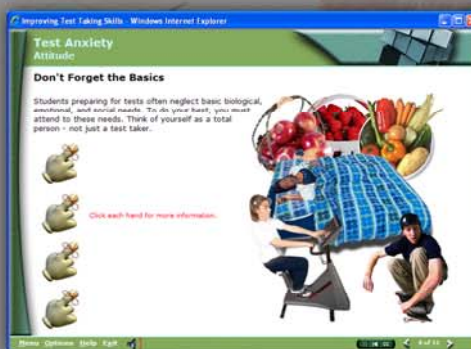 Improving Test Taking Skills - Windows Internet Explorer
Test Anxiety
Attitude
Don't Forget the Basics
Students preparing for tests often neglect basic biological,
emotional, and social needs. To do your best, you must
attend to these needs. Think of yourself as a total
person - not just a test taker.
Click each hand for more information.
Menu Options Help Exit